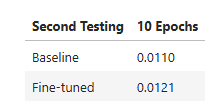 Second Testing 10 Epochs
Baseline 0.0110
Fine-tuned 0.0121